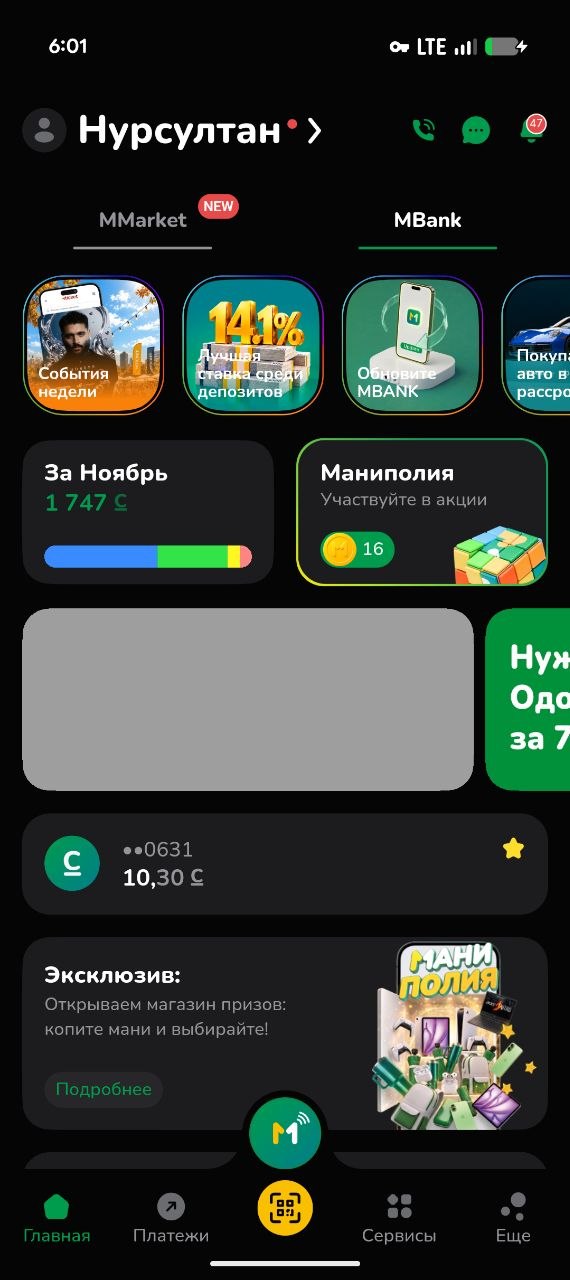 6:01
LTE
Нурсултан
47
MMarket
NEW
MBank
События
недели
14.1%
Лучшая
ставка среди
депозитов
Обновите
MBANK
авто в
За Ноябрь
1 747 С
Маниполия
Участвуйте в акции
16
за 7
••0631
10,30 С
Эксклюзив:
Открываем магазин призов:
копите мани и выбирайте!
Подробнее
МАНИ
ПОЛИЯ
Главная
Платежи
Сервисы
Еще